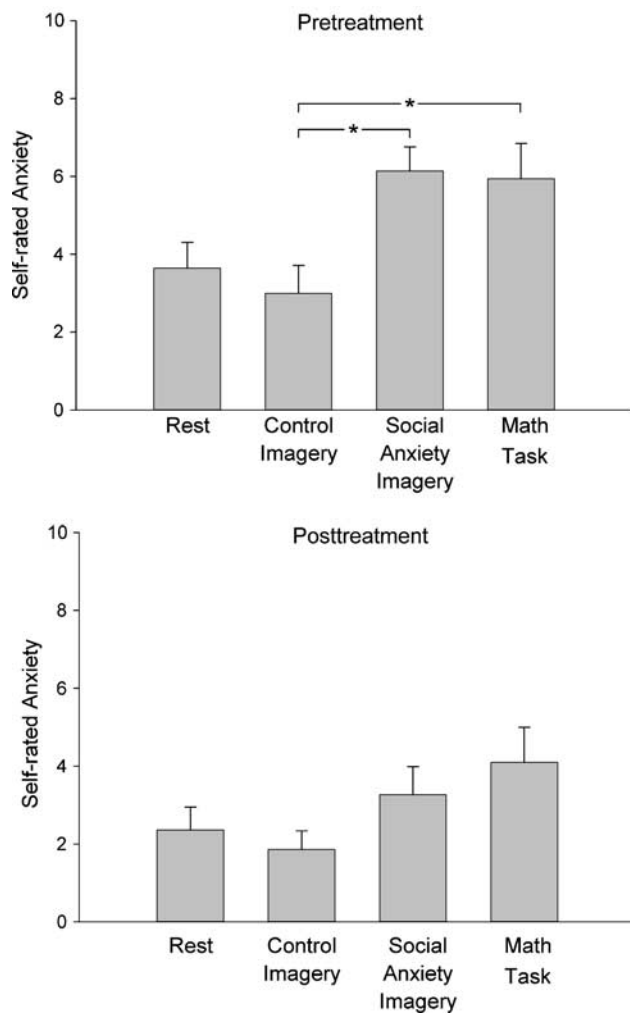 Pretreatment
10
8
6
4
2
0
Self-rated Anxiety
*
*
Rest
Control
Imagery
Social
Anxiety
Imagery
Math
Task
Posttreatment
10
8
6
4
2
0
Self-rated Anxiety
Rest
Control
Imagery
Social
Anxiety
Imagery
Math
Task